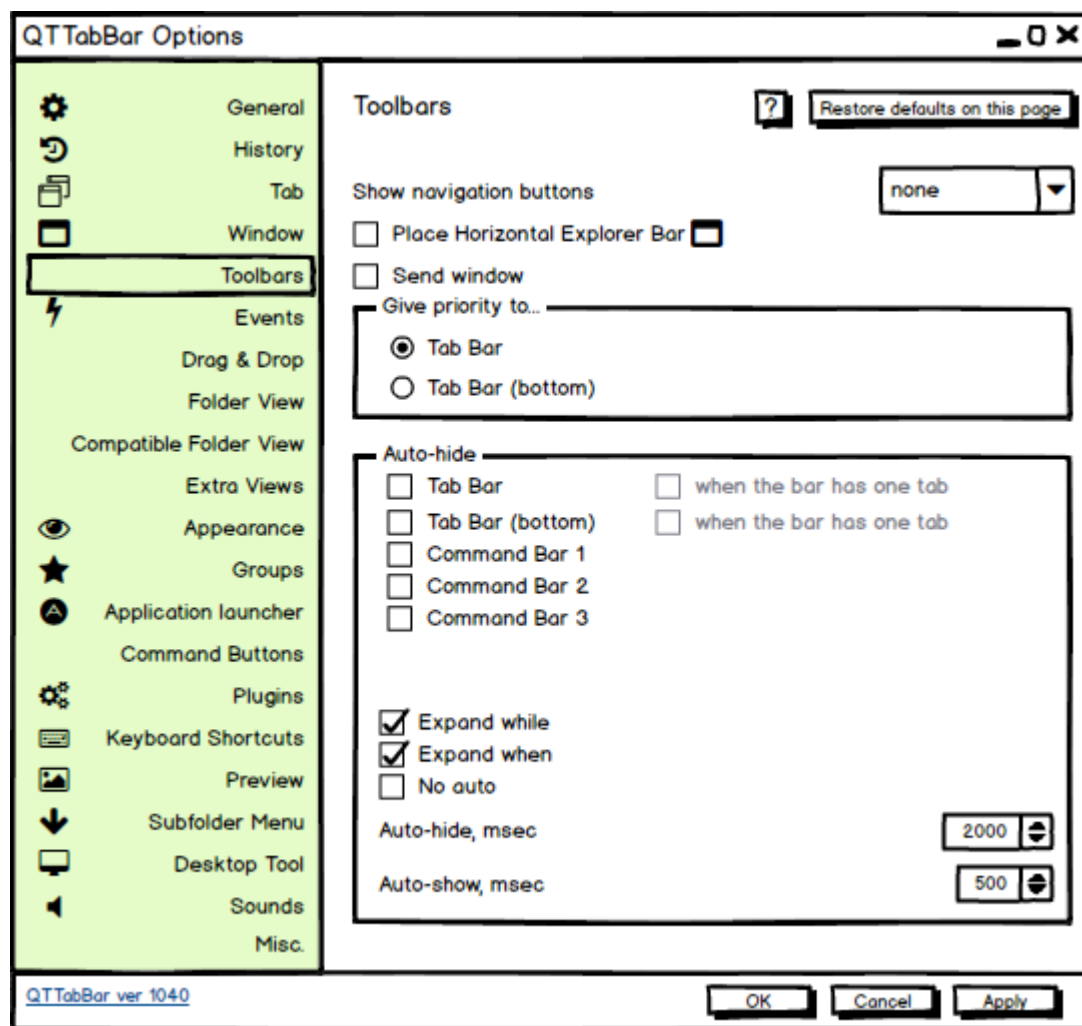 QTTabBar Options
General
History
Tab
Window
Toolbars
Events
Drag & Drop
Folder View
Compatible Folder View
Extra Views
Appearance
Groups
Application launcher
Command Buttons
Plugins
Keyboard Shortcuts
Preview
Subfolder Menu
Desktop Tool
Sounds
Misc.
Toolbars
?
Restore defaults on this page
Show navigation buttons
none
Place Horizontal Explorer Bar
Send window
Give priority to...
Tab Bar
Tab Bar (bottom)
Auto-hide
Tab Bar
when the bar has one tab
Tab Bar (bottom)
when the bar has one tab
Command Bar 1
Command Bar 2
Command Bar 3
Expand while
Expand when
No auto
Auto-hide, msec
2000
Auto-show, msec
500
QTTabBar ver 1040
OK
Cancel
Apply